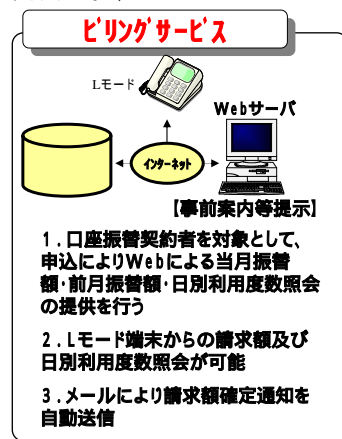 ビリングサービス
Lモード
Webサーバ
インターネット
【事前案内等提示】
1．口座振替契約者を対象として、
申込によりWebによる当月振替
額・前月振替額・日別利用度数照会
の提供を行う
2．Lモード端末からの請求額及び
日別利用度数照会が可能
3．メールにより請求額確定通知を
自動送信